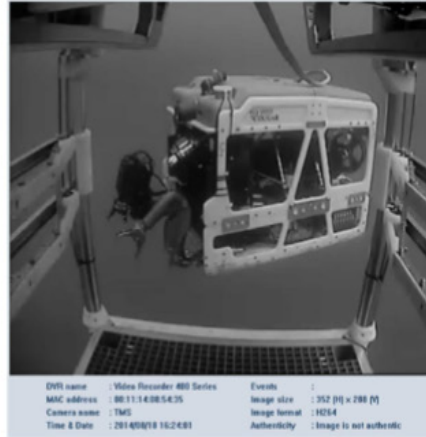 DVR name : Video Recorder 400 Series
MAC address : 00:11:14:08:54:35
Camera name : TMS
Time & Date : 2014/08/10 16:24:01
Events :
Image size : 352 (H) x 288 (V)
Image format : H264
Authenticity : Image is not authentic